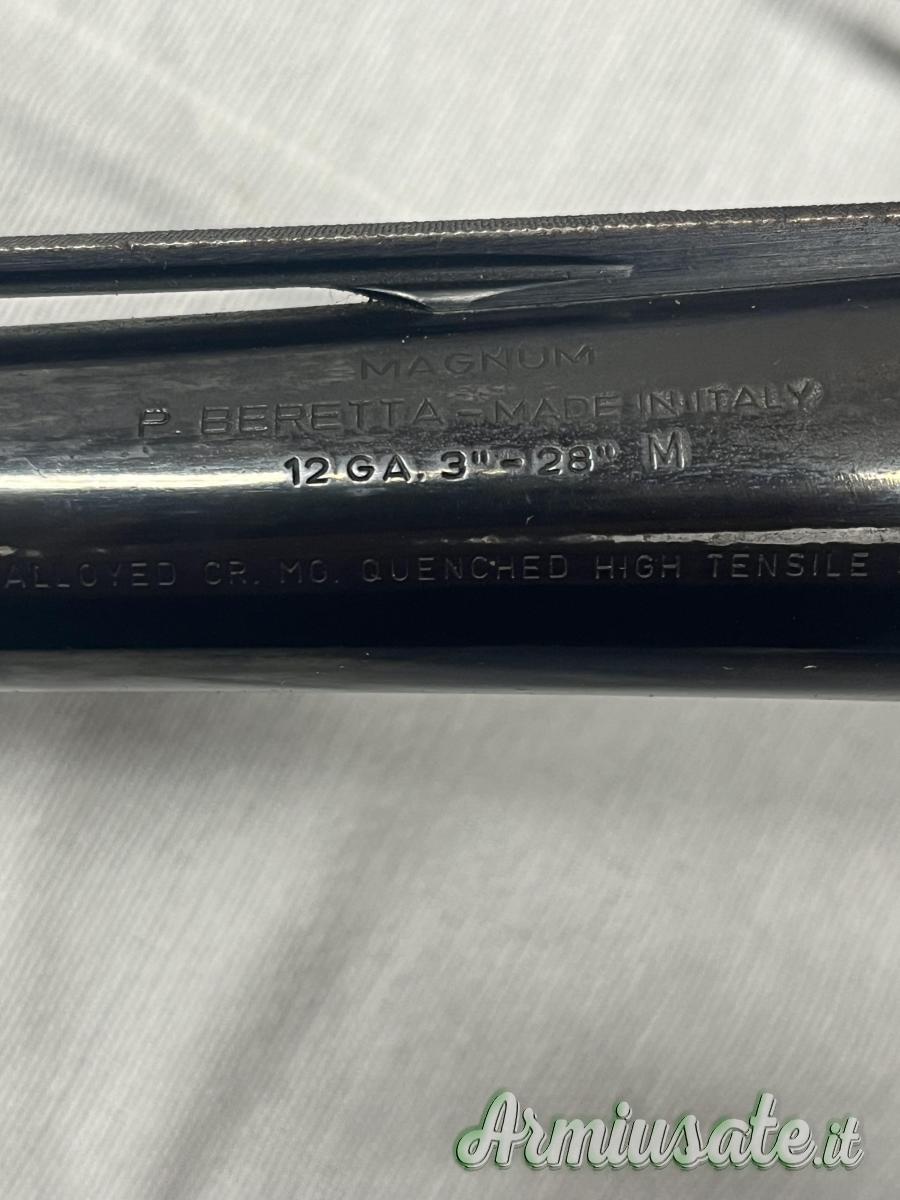 MAGNUM
P. BERETTA - MADE IN ITALY
12 GA. 3" - 28" M
ALLOYED CR. MO. QUENCHED HIGH TENSILE
Armiusate.it